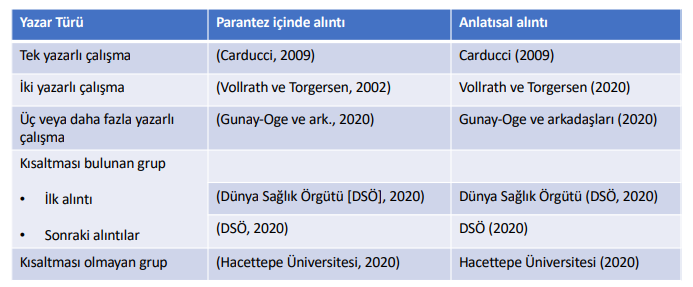 Yazar Türü Parantez içinde alıntı Anlatısal alıntı
Tek yazarlı çalışma (Carducci, 2009) Carducci (2009)
İki yazarlı çalışma (Vollrath ve Torgersen, 2002) Vollrath ve Torgersen (2020)
Üç veya daha fazla yazarlı (Gunay-Oge ve ark., 2020) Gunay-Oge ve arkadaşları (2020)
çalışma
Kısaltması bulunan grup
• İlk alıntı (Dünya Sağlık Örgütü [DSÖ], 2020) Dünya Sağlık Örgütü (DSÖ, 2020)
• Sonraki alıntılar (DSÖ, 2020) DSÖ (2020)
Kısaltması olmayan grup (Hacettepe Üniversitesi, 2020) Hacettepe Üniversitesi (2020)